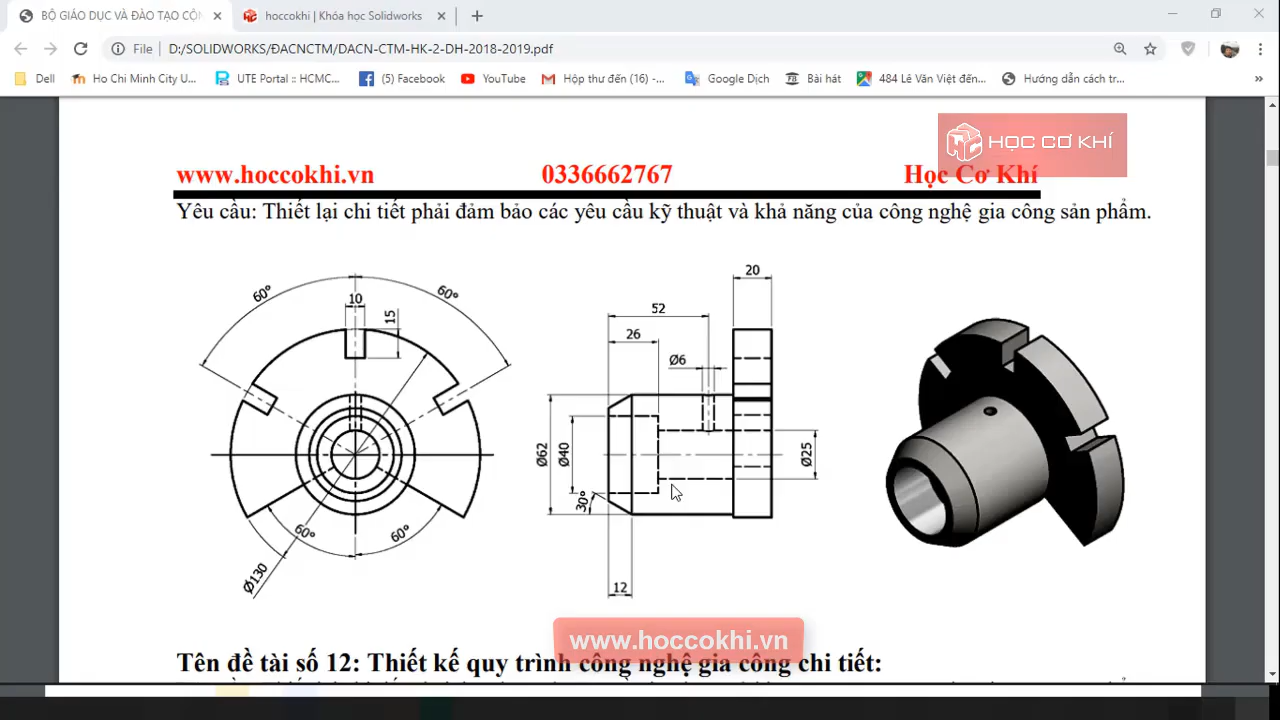 BỘ GIÁO DỤC VÀ ĐÀO TẠO CỘN
hoccokhi | Khóa học Solidworks
File
D:/SOLIDWORKS/ĐACNCTM/DACN-CTM-HK-2-DH-2018-2019.pdf
Dell
Ho Chi Minh City U...
UTE Portal :: HCMC...
(5) Facebook
YouTube
Hộp thư đến (16) -...
Google Dịch
Bài hát
484 Lê Văn Việt đến...
Hướng dẫn cách tr...
»
HỌC CƠ KHÍ
www.hoccokhi.vn
0336662767
Học Cơ Khí
Yêu cầu: Thiết lại chi tiết phải đảm bảo các yêu cầu kỹ thuật và khả năng của công nghệ gia công sản phẩm.
60°
60°
10
15
60°
60°
Ø130
20
52
26
Ø6
Ø62
Ø40
Ø25
30°
12
www.hoccokhi.vn
Tên đề tài số 12: Thiết kế quy trình công nghệ gia công chi tiết: